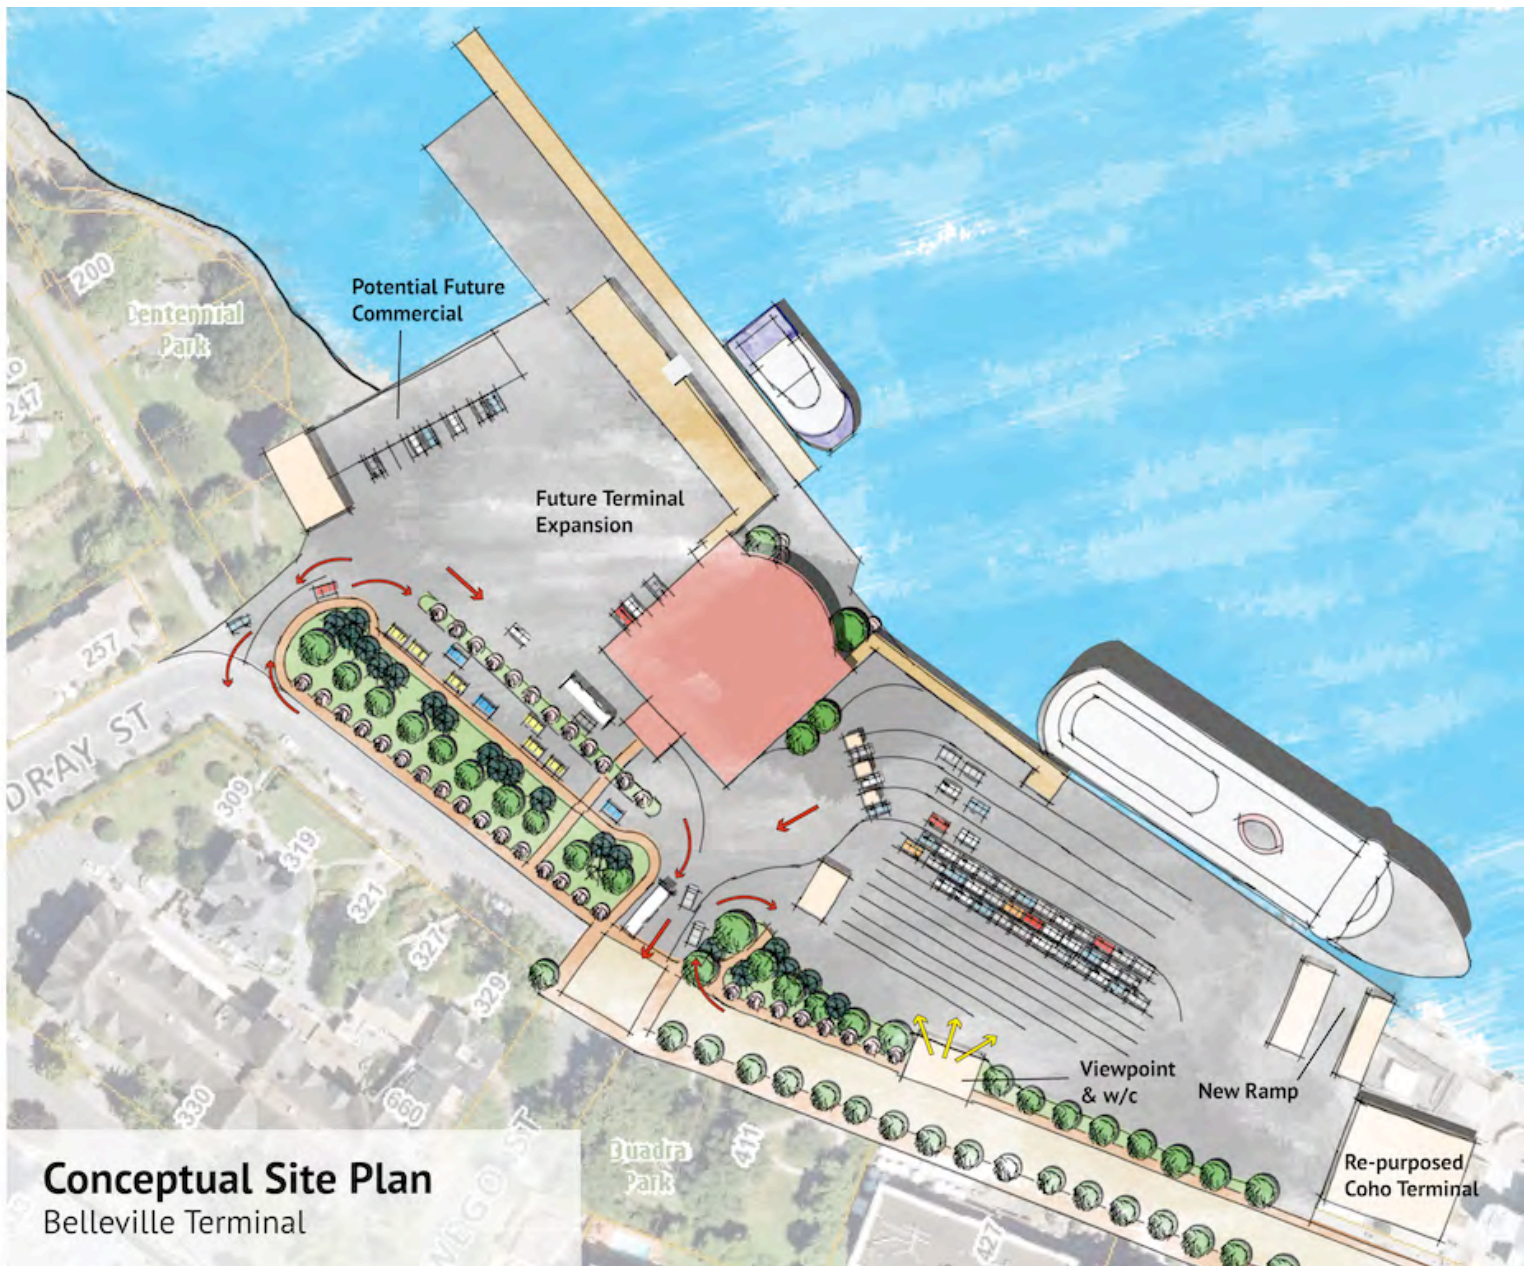 200
Centennial
Park
247
Potential Future
Commercial
Future Terminal
Expansion
257
DRAY ST
309
319
321
327
329
330
660
Viewpoint
& w/c
New Ramp
Quadra
Park
411
427
Re-purposed
Coho Terminal
Conceptual Site Plan
Belleville Terminal